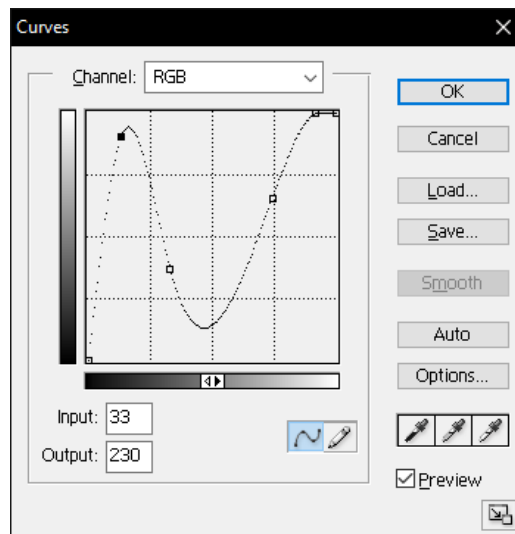 Curves
Channel: RGB
OK
Cancel
Load...
Save...
Smooth
Auto
Options...
Input: 33
Output: 230
Preview